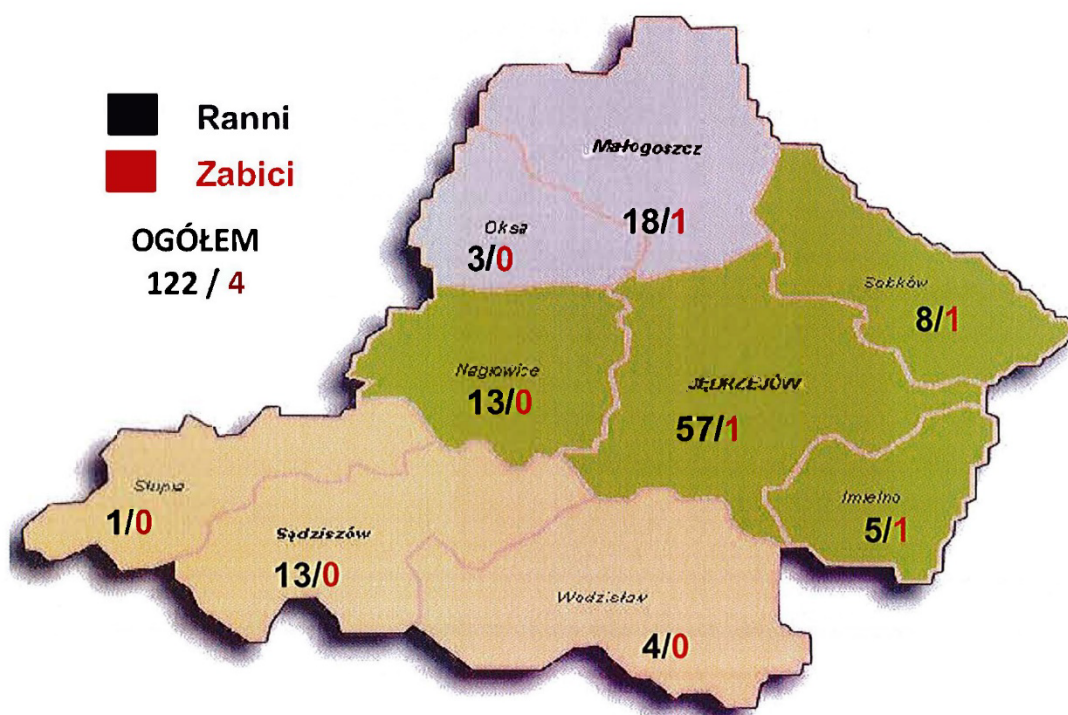 Ranni
Zabici
OGÓŁEM
122 / 4
Małogoszcz
18/1
Oksa
3/0
Sobków
8/1
Nagłowice
13/0
JĘDRZEJÓW
57/1
Słupia
1/0
Imielno
5/1
Sędziszów
13/0
Wodzisław
4/0